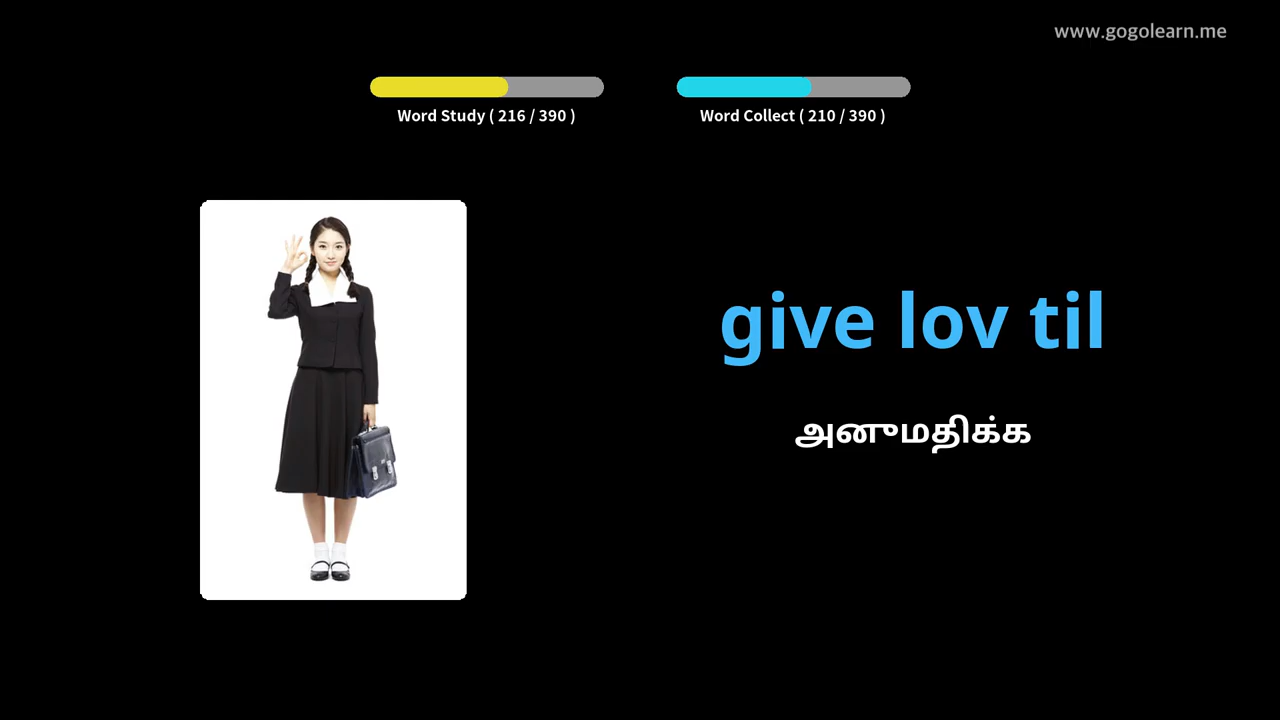 www.gogolearn.me
Word Study ( 216 / 390 )
Word Collect ( 210 / 390 )
give lov til
அனுமதிக்க